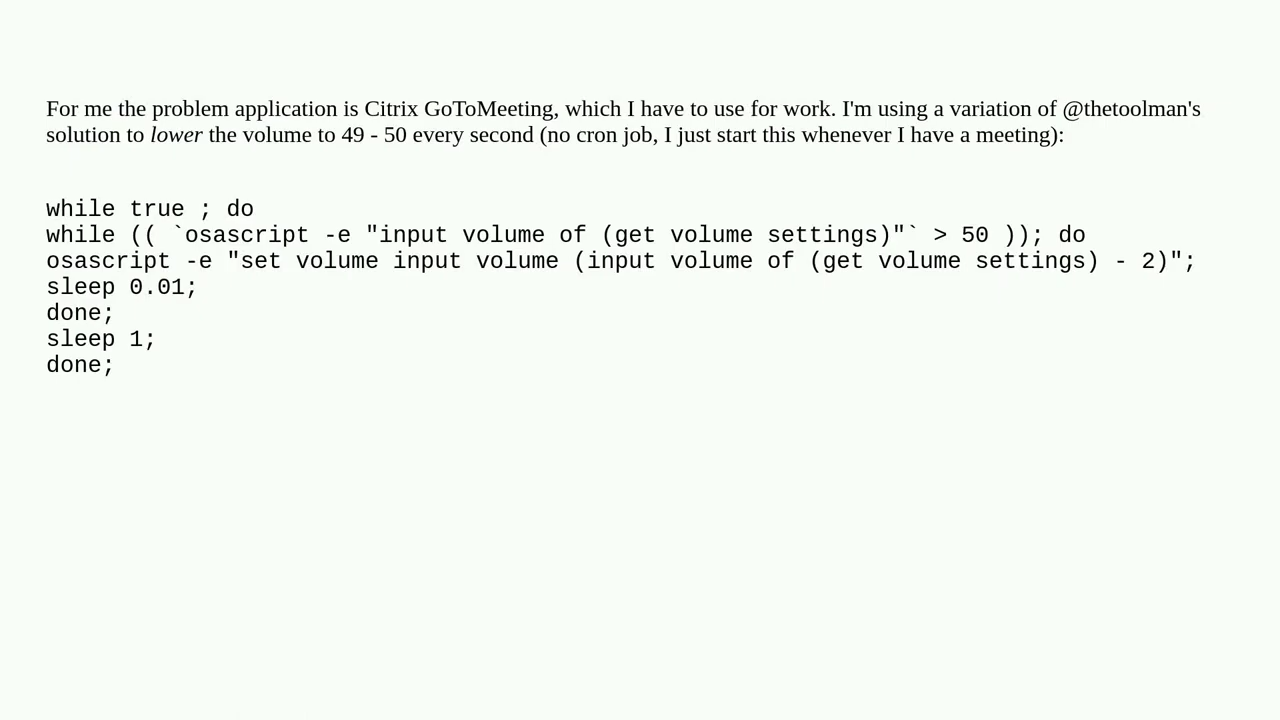 For me the problem application is Citrix GoToMeeting, which I have to use for work. I'm using a variation of @thetoolman's
solution to lower the volume to 49 - 50 every second (no cron job, I just start this whenever I have a meeting):
while true ; do
while (( `osascript -e "input volume of (get volume settings)"` > 50 )); do
osascript -e "set volume input volume (input volume of (get volume settings) - 2)";
sleep 0.01;
done;
sleep 1;
done;